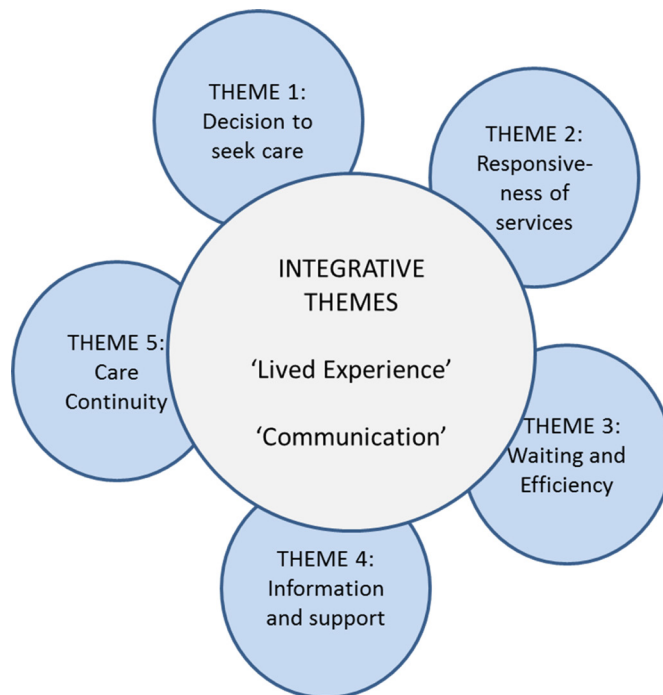 THEME 1:
Decision to
seek care
THEME 2:
Responsive-
ness of
services
INTEGRATIVE
THEMES
‘Lived Experience’
‘Communication’
THEME 5:
Care
Continuity
THEME 3:
Waiting and
Efficiency
THEME 4:
Information
and support